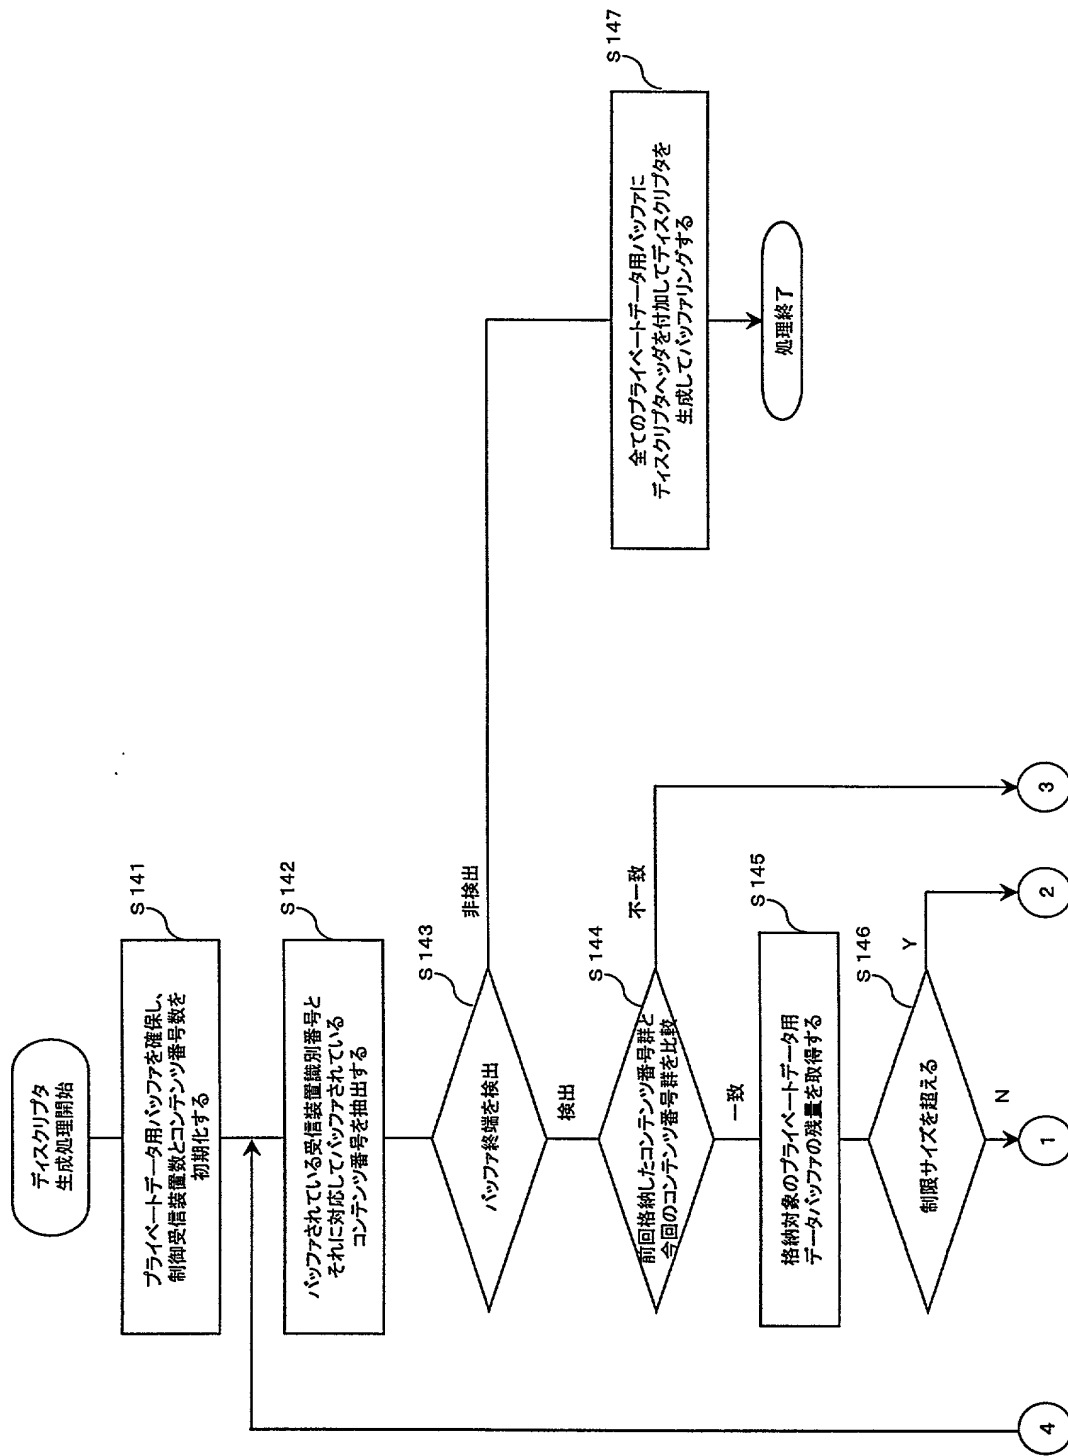 ディスクリプタ
生成処理開始
S141
プライベートデータ用バッファを確保し、
制御受信装置数とコンテンツ番号数を
初期化する
S142
バッファされている受信装置識別番号と
それに対応してバッファされている
コンテンツ番号を抽出する
S143
バッファ終端を検出
非検出
検出
S144
前回格納したコンテンツ番号群と
今回のコンテンツ番号群を比較
不一致
一致
S145
格納対象のプライベートデータ用
データバッファの残量を取得する
S146
制限サイズを超える
Y
N
S147
全てのプライベートデータ用バッファに
ディスクリプタヘッダを付加してディスクリプタを
生成してバッファリングする
処理終了
4
1
2
3